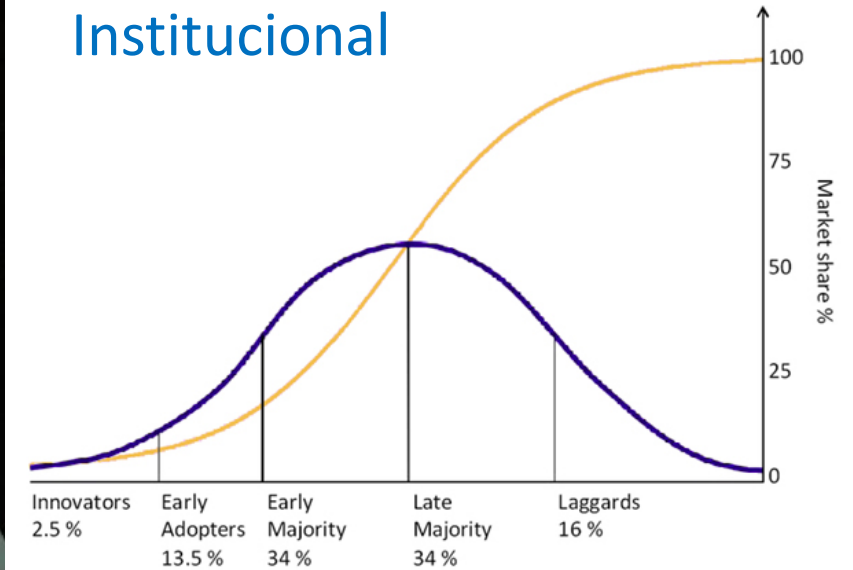 Institucional
100
75
50
25
0
Market share %
Innovators
2.5 %
Early
Adopters
13.5 %
Early
Majority
34 %
Late
Majority
34 %
Laggards
16 %